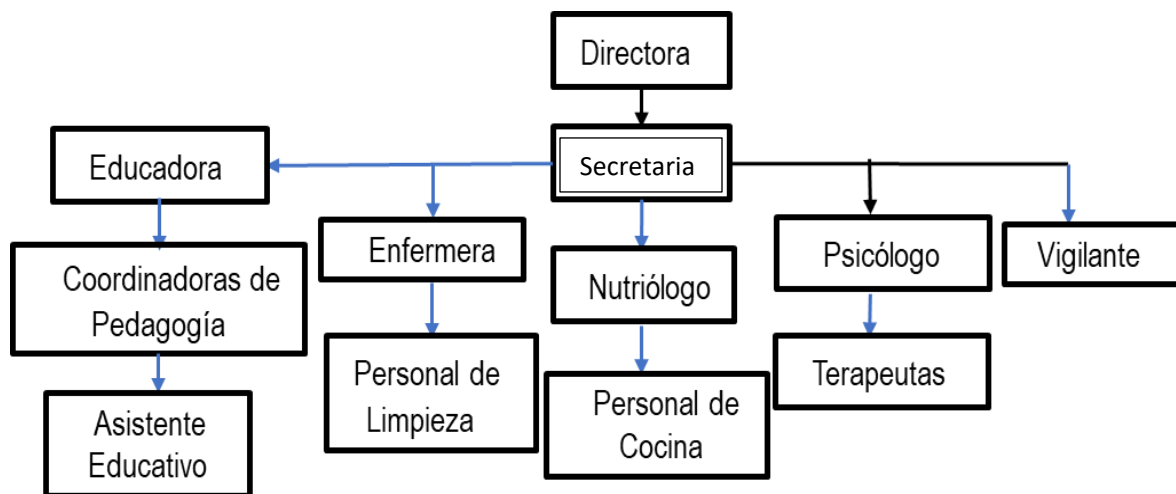 Directora
Secretaria
Educadora
Enfermera
Psicólogo
Vigilante
Coordinadoras de
Pedagogía
Nutriólogo
Personal de
Limpieza
Terapeutas
Personal de
Cocina
Asistente
Educativo